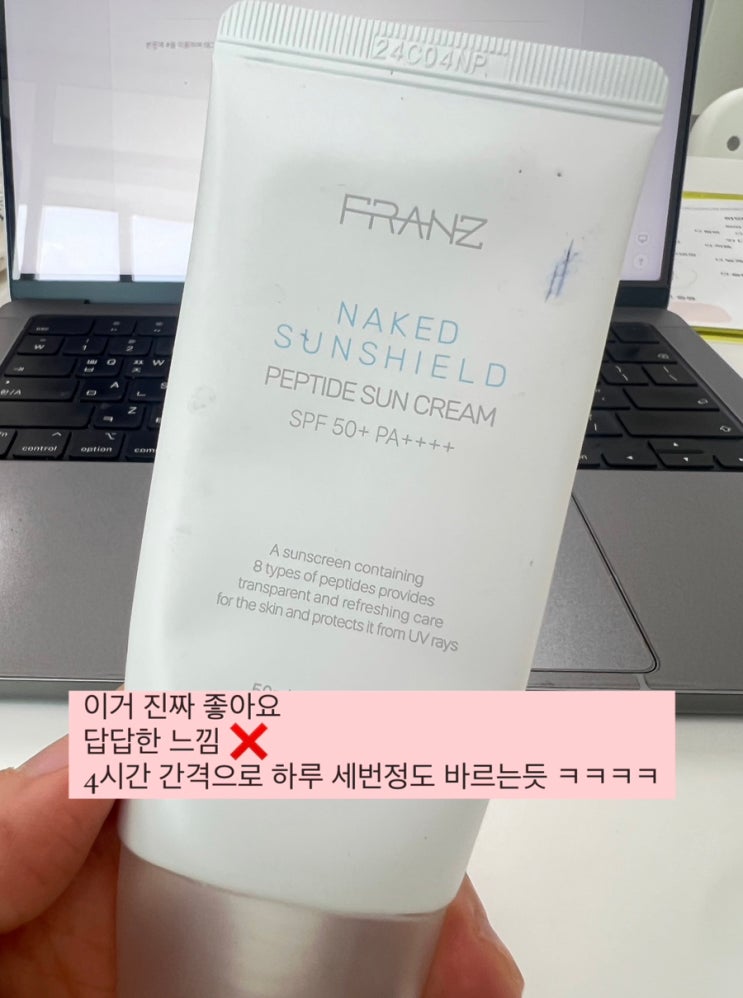 24C04NP
FRANZ
NAKED
SUNSHIELD
PEPTIDE SUN CREAM
SPF 50+ PA++++
A sunscreen containing
8 types of peptides provides
transparent and refreshing care
for the skin and protects it from UV rays
이거 진짜 좋아요
답답한 느낌 ❌
4시간 간격으로 하루 세번정도 바르는듯 ㅋㅋㅋㅋ
control
option